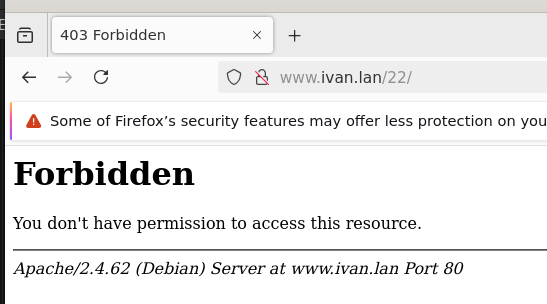 403 Forbidden
www.ivan.lan/22/
Some of Firefox’s security features may offer less protection on you
Forbidden
You don't have permission to access this resource.
Apache/2.4.62 (Debian) Server at www.ivan.lan Port 80